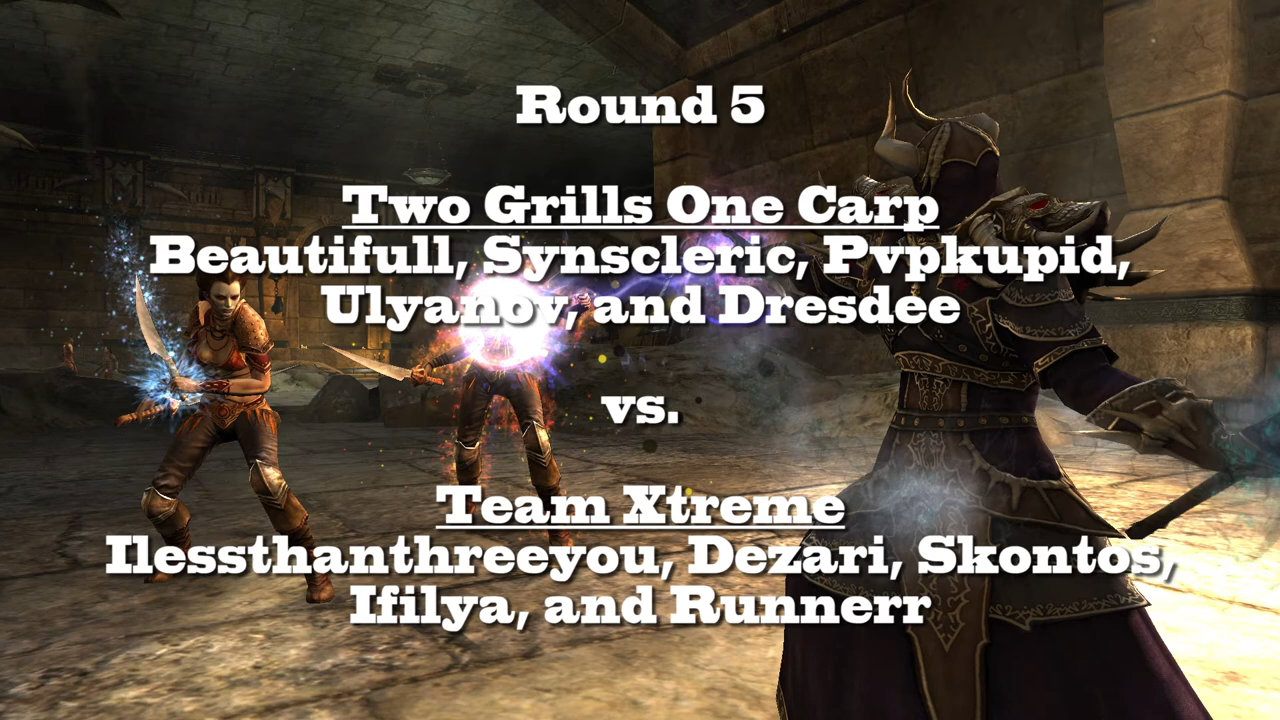 Round 5
Two Grills One Carp
Beautifull, Synscleric, Pvpkupid,
Ulyanov, and Dresdee
vs.
Team Xtreme
Ilessthanthreeyou, Dezari, Skontos,
Ifilya, and Runnerr